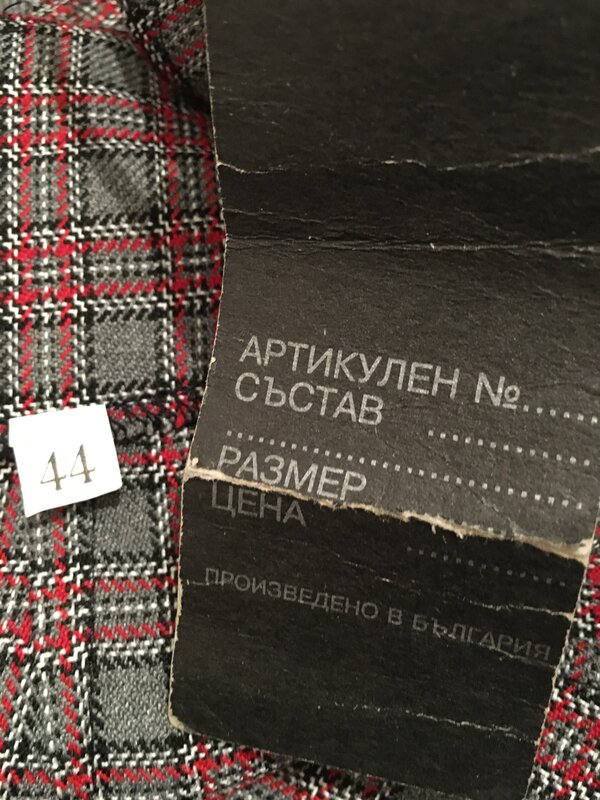 АРТИКУЛЕН №......
СЪСТАВ ..............
................................
РАЗМЕР
ЦЕНА ..............
ПРОИЗВЕДЕНО В БЪЛГАРИЯ
44